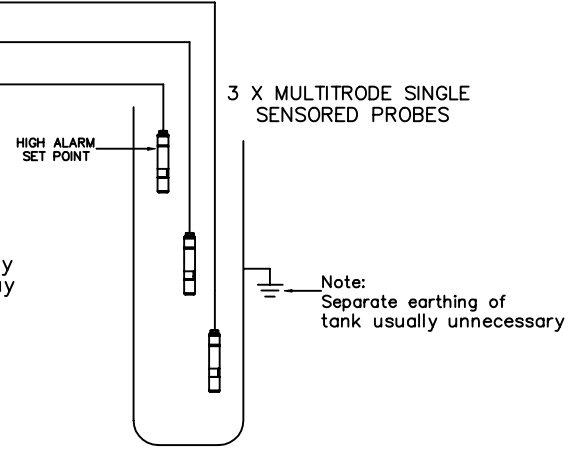 3 X MULTITRODE SINGLE
SENSORED PROBES
HIGH ALARM
SET POINT
y
y
Note:
Separate earthing of
tank usually unnecessary